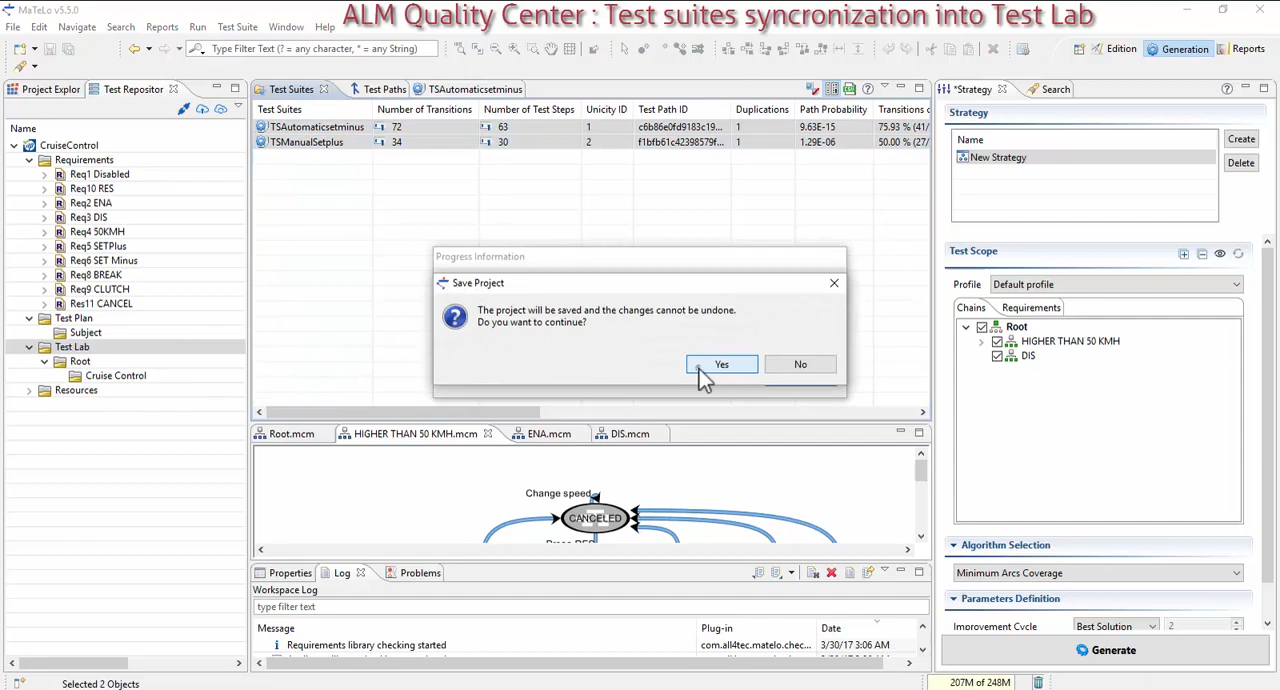 MaTeLo v5.5.0
ALM Quality Center : Test suites syncronization into Test Lab
File Edit Navigate Search Reports Run Test Suite Window Help
Type Filter Text (? = any character, * = any String)
Edition Generation Reports
Project Explor Test Repositor
Name
CruiseControl
Requirements
Req1 Disabled
Req10 RES
Req2 ENA
Req3 DIS
Req4 50KMH
Req5 SETPlus
Req6 SET Minus
Req8 BREAK
Req9 CLUTCH
Res11 CANCEL
Test Plan
Subject
Test Lab
Root
Cruise Control
Resources
Test Suites Test Paths TSAutomaticsetminus
Test Suites Number of Transitions Number of Test Steps Unicity ID Test Path ID Duplications Path Probability Transitions c
TSAutomaticsetminus 72 63 1 c6b86e0fd9183c19... 1 9.63E-15 75.93 % (41/
TSManualSetplus 34 30 2 f1bfb61c42398579f... 1 1.29E-06 50.00 % (27/
Progress Information
Save Project
The project will be saved and the changes cannot be undone.
Do you want to continue?
Yes No
Root.mcm HIGHER THAN 50 KMH.mcm ENA.mcm DIS.mcm
Change speed
CANCELED
Properties Log Problems
Workspace Log
type filter text
Message Plug-in Date
Requirements library checking started com.all4tec.matelo.chec... 3/30/17 3:06 AM
*Strategy Search
Strategy
Name
New Strategy
Create
Delete
Test Scope
Profile Default profile
Chains Requirements
Root
HIGHER THAN 50 KMH
DIS
Algorithm Selection
Minimum Arcs Coverage
Parameters Definition
Improvement Cycle Best Solution 2
Generate
Selected 2 Objects
207M of 248M